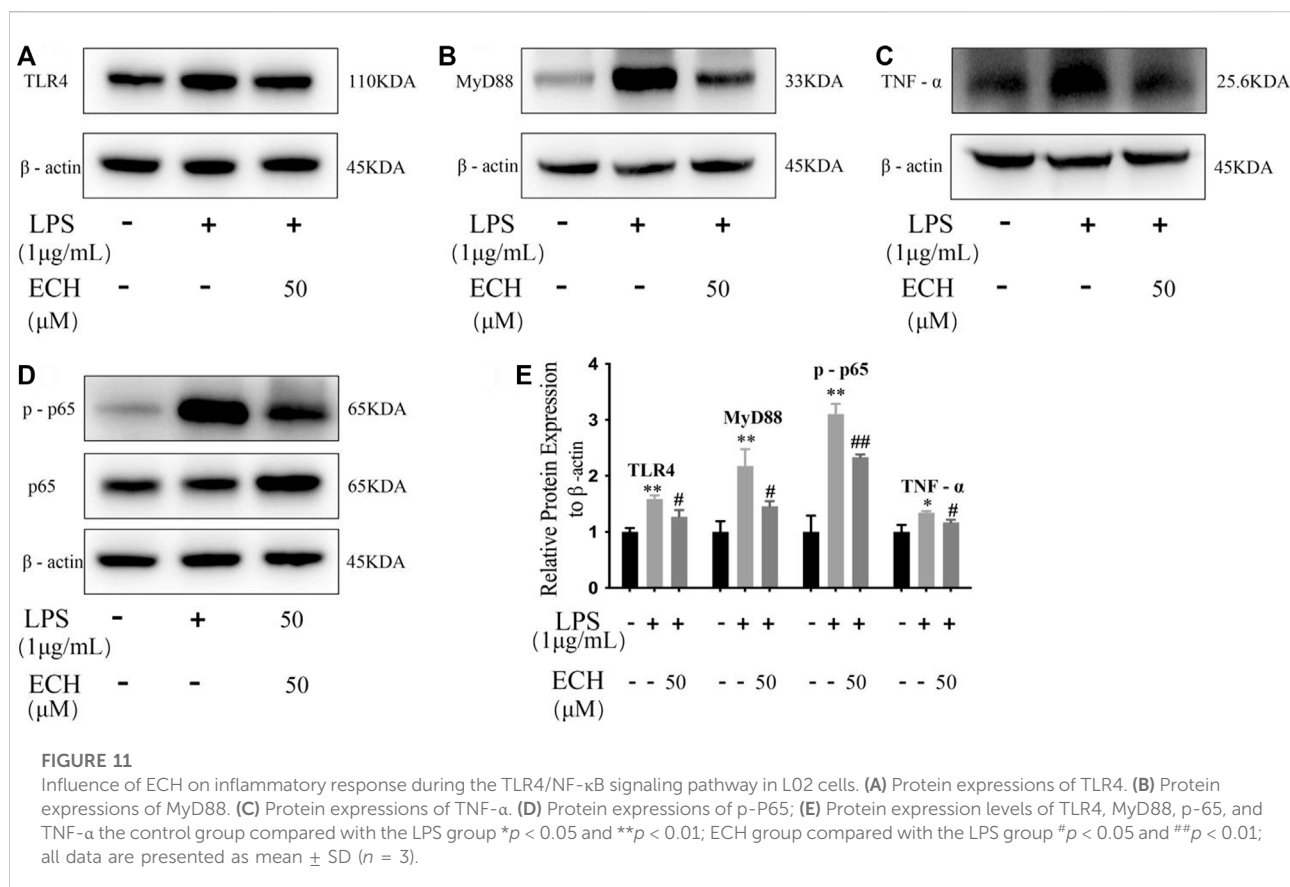 A
TLR4
110KDA
β - actin
45KDA
LPS - + +
(1μg/mL)
ECH - - 50
(μM)
B
MyD88
33KDA
β - actin
45KDA
LPS - + +
(1μg/mL)
ECH - - 50
(μM)
C
TNF - α
25.6KDA
β - actin
45KDA
LPS - + +
(1μg/mL)
ECH - - 50
(μM)
D
p - p65
65KDA
p65
65KDA
β - actin
45KDA
LPS - + 50
(1μg/mL)
ECH - - 50
(μM)
E
Relative Protein Expression
to β-actin
4
3
2
1
0
TLR4
**
#
MyD88
**
#
p - p65
**
##
TNF - α
*
#
LPS - + + - + + - + + - + +
(1μg/mL)
ECH - - 50 - - 50 - - 50 - - 50
(μM)
FIGURE 11
Influence of ECH on inflammatory response during the TLR4/NF-κB signaling pathway in L02 cells. (A) Protein expressions of TLR4. (B) Protein
expressions of MyD88. (C) Protein expressions of TNF-α. (D) Protein expressions of p-P65; (E) Protein expression levels of TLR4, MyD88, p-65, and
TNF-α the control group compared with the LPS group *p < 0.05 and **p < 0.01; ECH group compared with the LPS group #p < 0.05 and ##p < 0.01;
all data are presented as mean ± SD (n = 3).